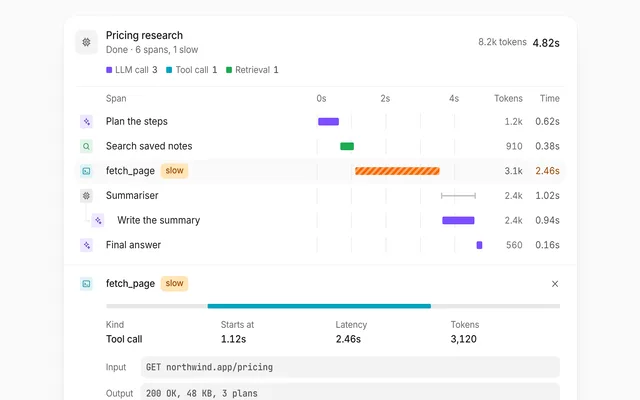 Pricing research
8.2k tokens 4.82s
Done · 6 spans, 1 slow
LLM call 3 Tool call 1 Retrieval 1
Span 0s 2s 4s Tokens Time
Plan the steps 1.2k 0.62s
Search saved notes 910 0.38s
fetch_page slow 3.1k 2.46s
Summariser 2.4k 1.02s
Write the summary 2.4k 0.94s
Final answer 560 0.16s
fetch_page slow
Kind Starts at Latency Tokens
Tool call 1.12s 2.46s 3,120
Input GET northwind.app/pricing
Output 200 OK, 48 KB, 3 plans